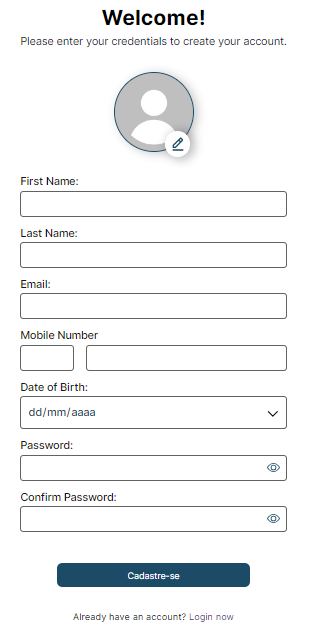 Welcome!
Please enter your credentials to create your account.
First Name:
Last Name:
Email:
Mobile Number
Date of Birth:
dd/mm/aaaa
Password:
Confirm Password:
Cadastre-se
Already have an account? Login now